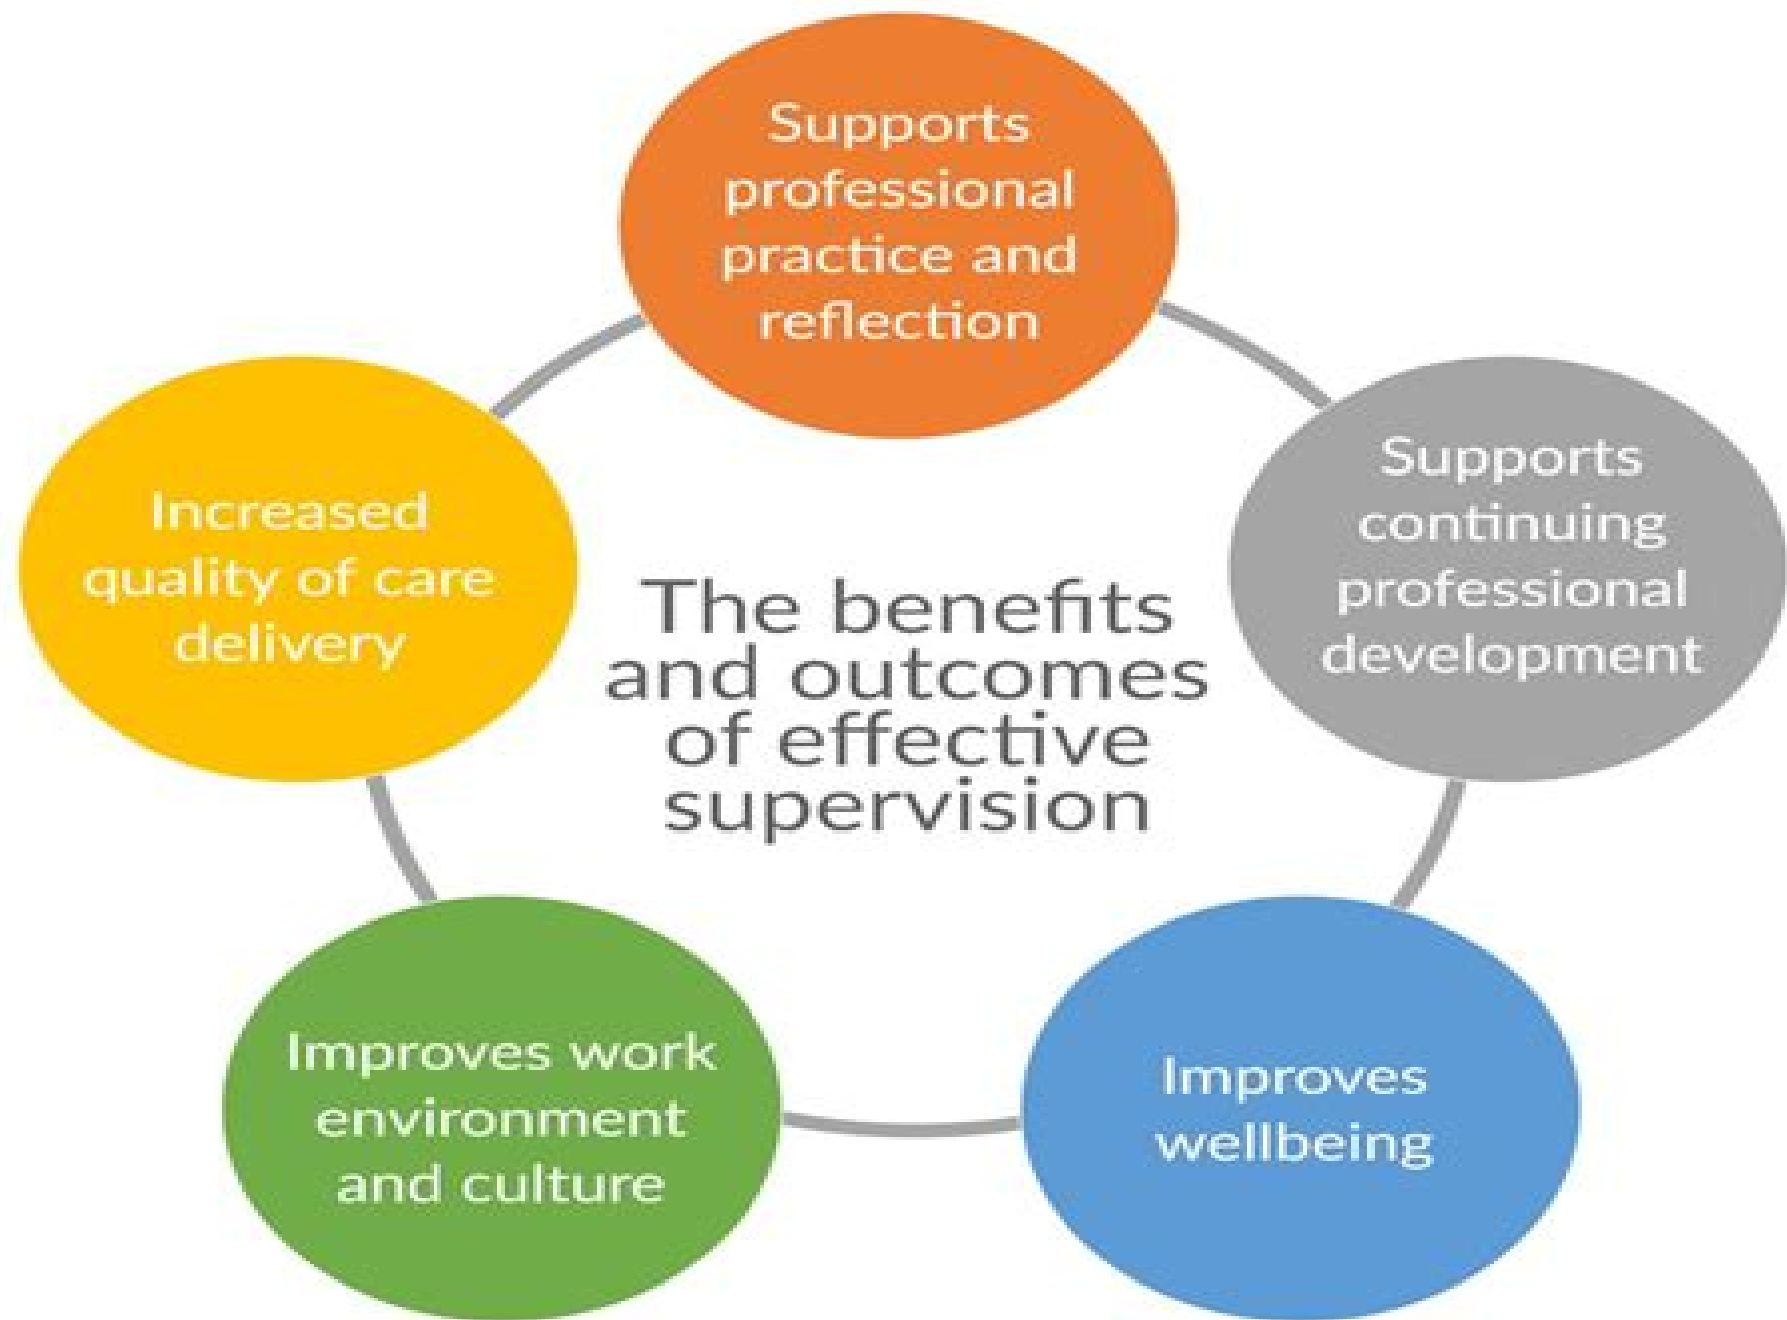 Supports
professional
practice and
reflection
Supports
continuing
professional
development
Improves
wellbeing
Improves work
environment
and culture
Increased
quality of care
delivery
The benefits
and outcomes
of effective
supervision